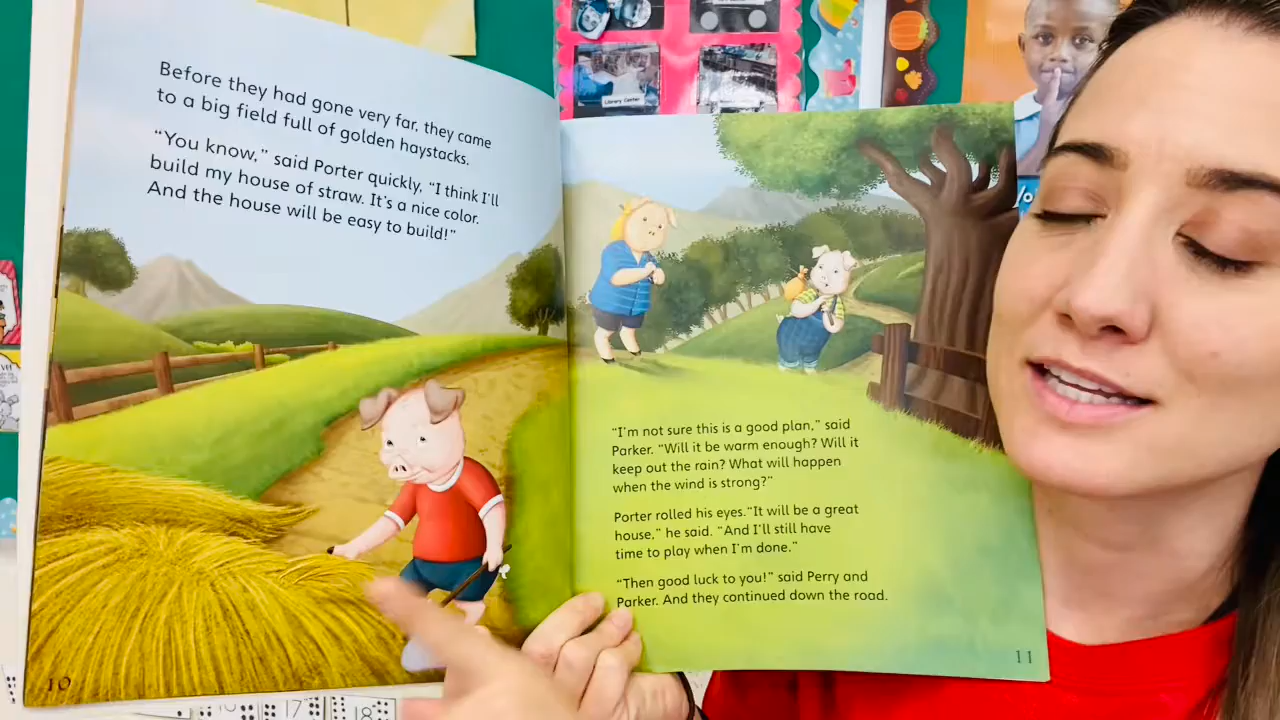 Before they had gone very far, they came
to a big field full of golden haystacks.
"You know," said Porter quickly, "I think I'll
build my house of straw. It's a nice color.
And the house will be easy to build!"
10
"I'm not sure this is a good plan," said
Parker. "Will it be warm enough? Will it
keep out the rain? What will happen
when the wind is strong?"
Porter rolled his eyes. "It will be a great
house," he said. "And I'll still have
time to play when I'm done."
"Then good luck to you!" said Perry and
Parker. And they continued down the road.
11
Library Center
17
18